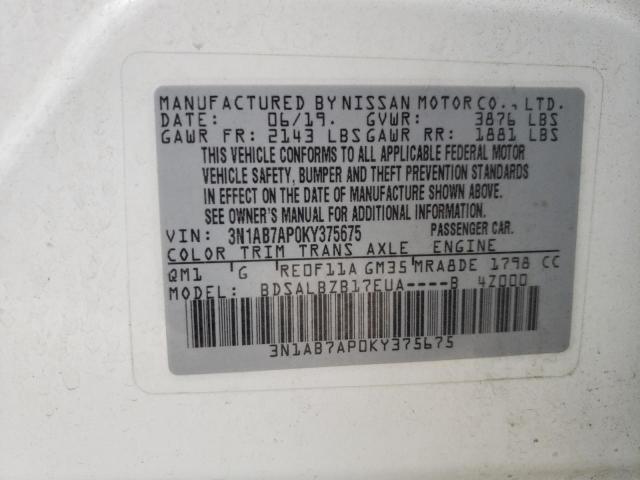 MANUFACTURED BY NISSAN MOTOR CO., LTD.
DATE: 06/19. GVWR: 3876 LBS
GAWR FR: 2143 LBS GAWR RR: 1881 LBS
THIS VEHICLE CONFORMS TO ALL APPLICABLE FEDERAL MOTOR
VEHICLE SAFETY, BUMPER AND THEFT PREVENTION STANDARDS
IN EFFECT ON THE DATE OF MANUFACTURE SHOWN ABOVE.
SEE OWNER'S MANUAL FOR ADDITIONAL INFORMATION.
VIN: 3N1AB7AP0KY375675 PASSENGER CAR.
COLOR TRIM TRANS AXLE ENGINE
QM1 G RE0F11A GM35 MRA8DE 1798 CC
MODEL: BDSALBZB17EUA----B 4Z000
3N1AB7AP0KY375675